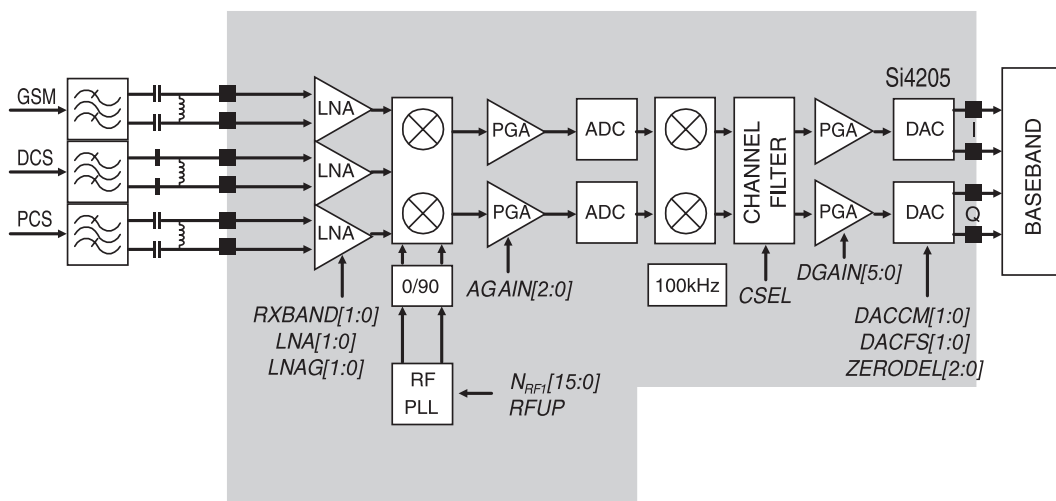 Si4205
GSM
DCS
PCS
LNA
LNA
LNA
PGA
ADC
PGA
ADC
CHANNEL
FILTER
PGA
DAC
PGA
DAC
I
Q
BASEBAND
0/90
AGAIN[2:0]
100kHz
CSEL
DGAIN[5:0]
RXBAND[1:0]
LNA[1:0]
LNAG[1:0]
DACCM[1:0]
DACFS[1:0]
ZERODEL[2:0]
RF
PLL
NRF1[15:0]
RFUP